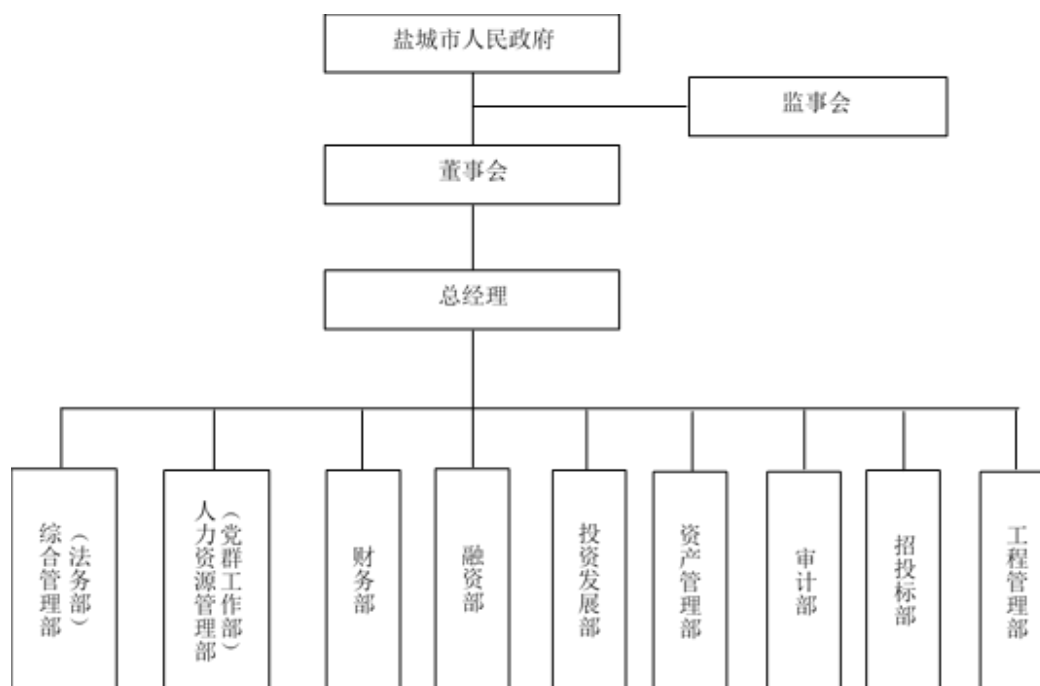 盐城市人民政府
监事会
董事会
总经理
综合管理部
（法务部）
人力资源管理部
（党群工作部）
财务部
融资部
投资发展部
资产管理部
审计部
招投标部
工程管理部